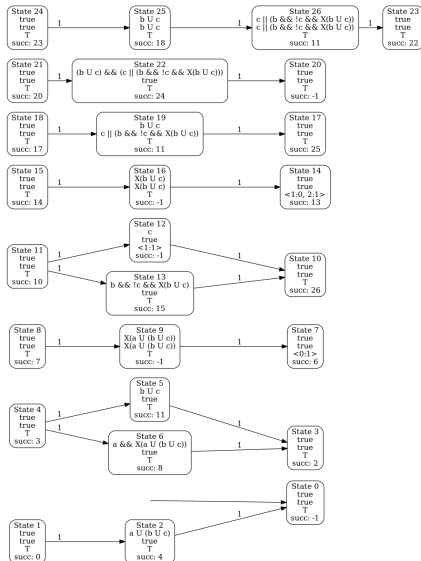 State 24
true
true
T
succ: 23
1
State 25
b U c
b U c
T
succ: 18
1
State 26
c || (b && !c && X(b U c))
c || (b && !c && X(b U c))
T
succ: 11
1
State 23
true
true
T
succ: 22
State 21
true
true
T
succ: 20
1
State 22
(b U c) && (c || (b && !c && X(b U c)))
true
T
succ: 24
1
State 20
true
true
T
succ: -1
State 18
true
true
T
succ: 17
1
State 19
b U c
c || (b && !c && X(b U c))
T
succ: 11
1
State 17
true
true
T
succ: 25
State 15
true
true
T
succ: 14
1
State 16
X(b U c)
X(b U c)
T
succ: -1
1
State 14
true
true
<1:0, 2:1>
succ: 13
State 11
true
true
T
succ: 10
1
1
State 12
c
true
<1:1>
succ: -1
1
State 13
b && !c && X(b U c)
true
T
succ: 15
1
State 10
true
true
T
succ: 26
State 8
true
true
T
succ: 7
1
State 9
X(a U (b U c))
X(a U (b U c))
T
succ: -1
1
State 7
true
true
<0:1>
succ: 6
State 4
true
true
T
succ: 3
1
1
State 5
b U c
true
T
succ: 11
1
State 6
a && X(a U (b U c))
true
T
succ: 8
1
State 3
true
true
T
succ: 2
State 1
true
true
T
succ: 0
1
State 2
a U (b U c)
true
T
succ: 4
1
State 0
true
true
T
succ: -1